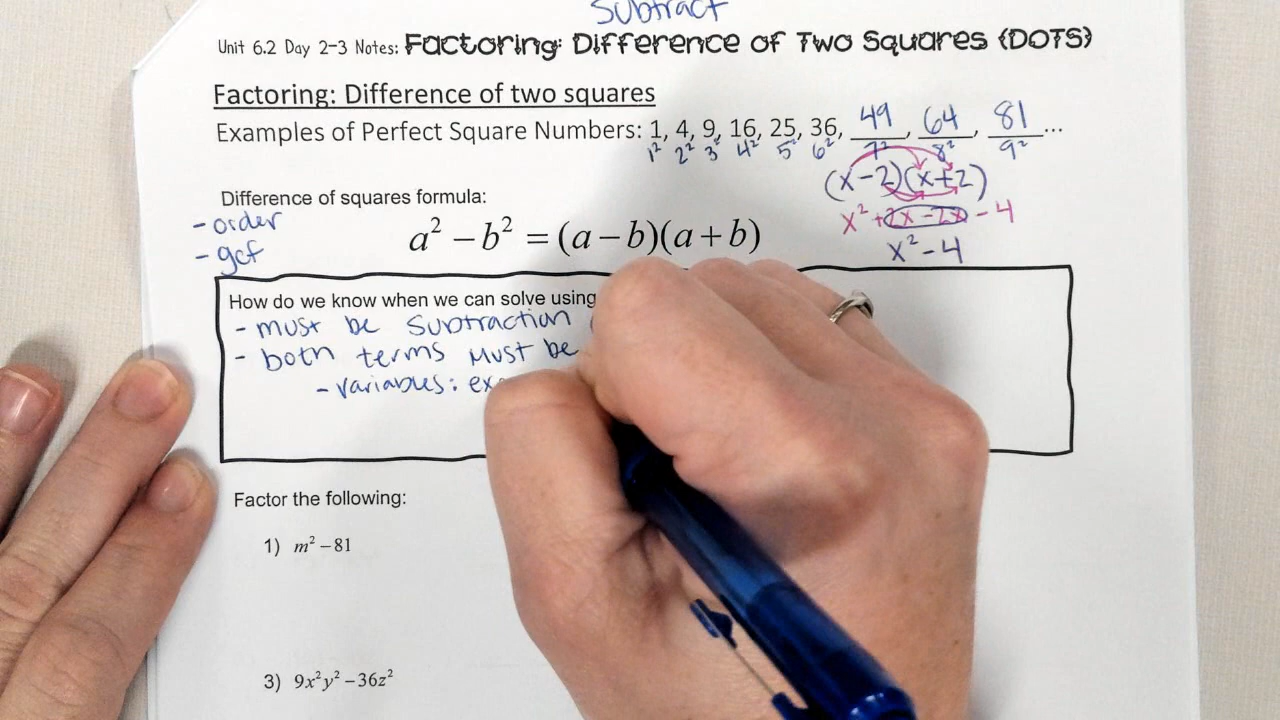 Subtract
Unit 6.2 Day 2-3 Notes: Factoring: Difference of Two Squares (DOTS)
Factoring: Difference of two squares
Examples of Perfect Square Numbers: 1, 4, 9, 16, 25, 36, 49, 64, 81...
1² 2² 3² 4² 5² 6² 7² 8² 9²
(x-2)(x+2)
Difference of squares formula:
x²+2x-2x-4
- order
- gcf
a² − b² = (a − b)(a + b)
x²-4
How do we know when we can solve using
- must be subtraction
- both terms must be
- variables:
Factor the following:
1) m² − 81
3) 9x²y² − 36z²